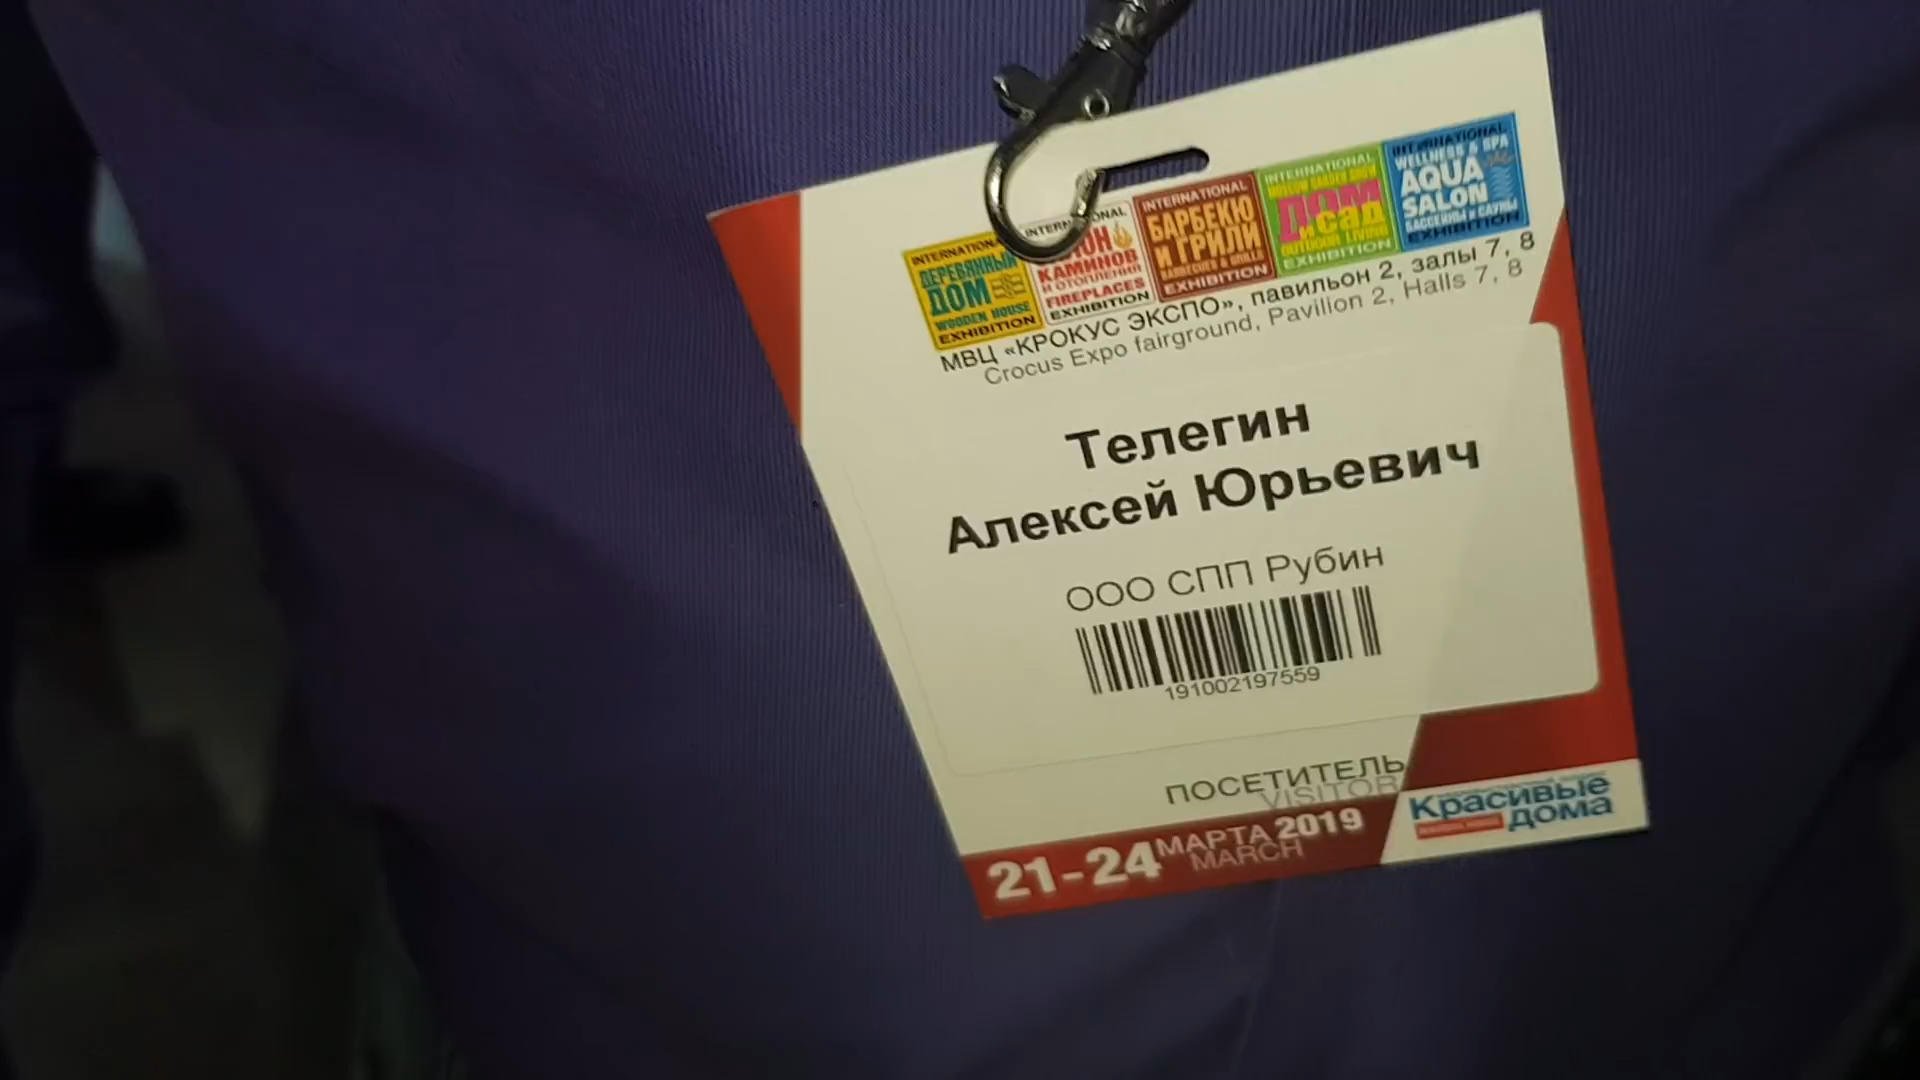 INTERNATIONAL
ДЕРЕВЯННЫЙ
ДОМ
WOODEN HOUSE
EXHIBITION
КАМИНОВ
И ОТОПЛЕНИЯ
FIREPLACES
EXHIBITION
INTERNATIONAL
БАРБЕКЮ
И ГРИЛИ
BARBECUES & GRILLS
EXHIBITION
INTERNATIONAL
MOSCOW GARDEN SHOW
ДОМ
и сад
OUTDOOR LIVING
EXHIBITION
INTERNATIONAL
WELLNESS & SPA
AQUA
SALON
БАССЕЙНЫ и САУНЫ
EXHIBITION
МВЦ «КРОКУС ЭКСПО», павильон 2, залы 7, 8
Crocus Expo fairground, Pavilion 2, Halls 7, 8
Телегин
Алексей Юрьевич
ООО СПП Рубин
191002197559
ПОСЕТИТЕЛЬ
VISITOR
21-24 МАРТА 2019
MARCH
Красивые
дома